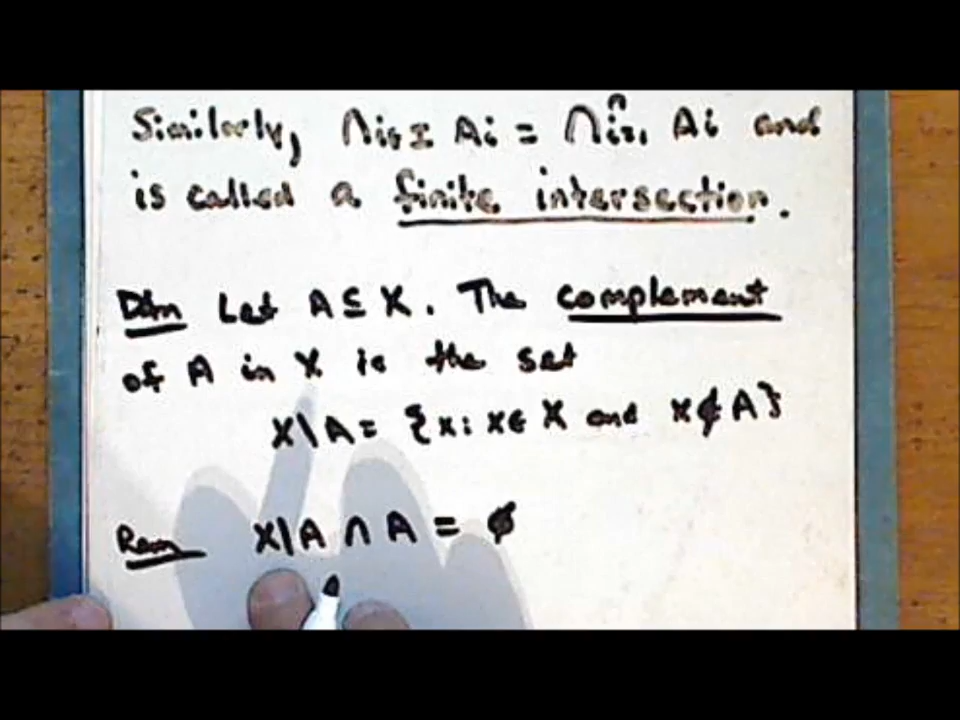 Similarly, ∩i∈I Ai = ∩ⁿi=1 Ai and
is called a finite intersection.
Dfn Let A ⊆ X. The complement
of A in X is the set
X\A = {x : x ∈ X and x ∉ A}
Rem X\A ∩ A = ∅